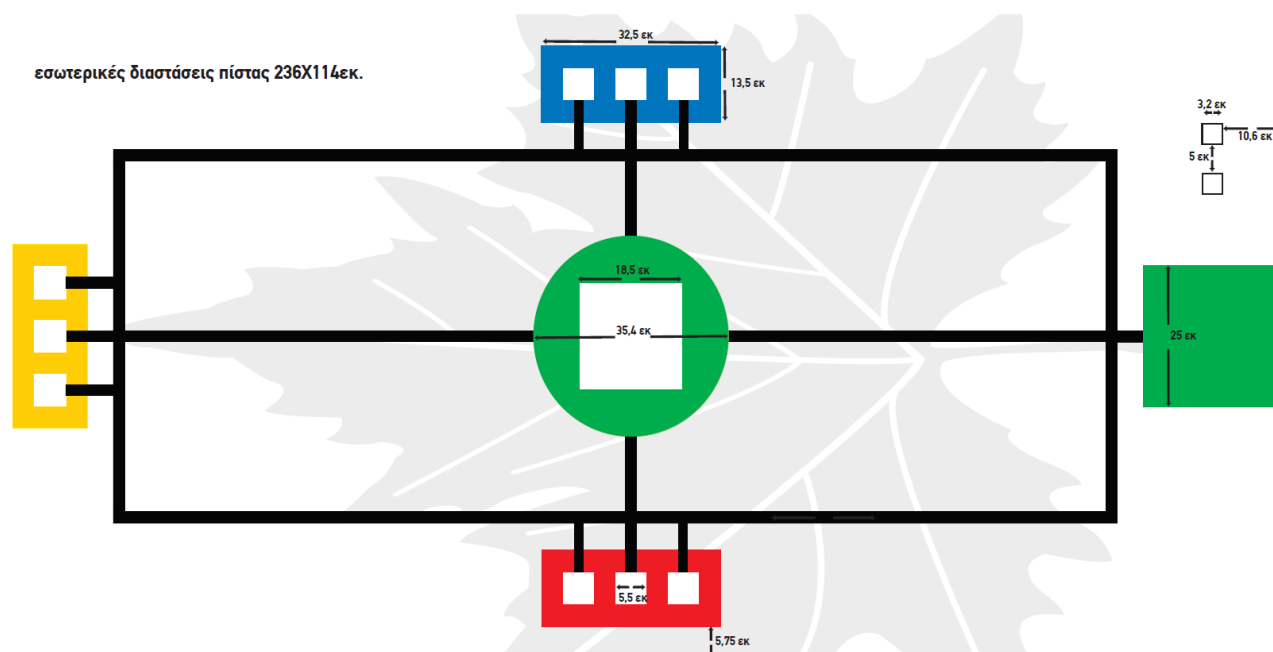 32,5 εκ
εσωτερικές διαστάσεις πίστας 236Χ114εκ.
13,5 εκ
3,2 εκ
10,6 εκ
5 εκ
18,5 εκ
35,4 εκ
25 εκ
5,5 εκ
5,75 εκ